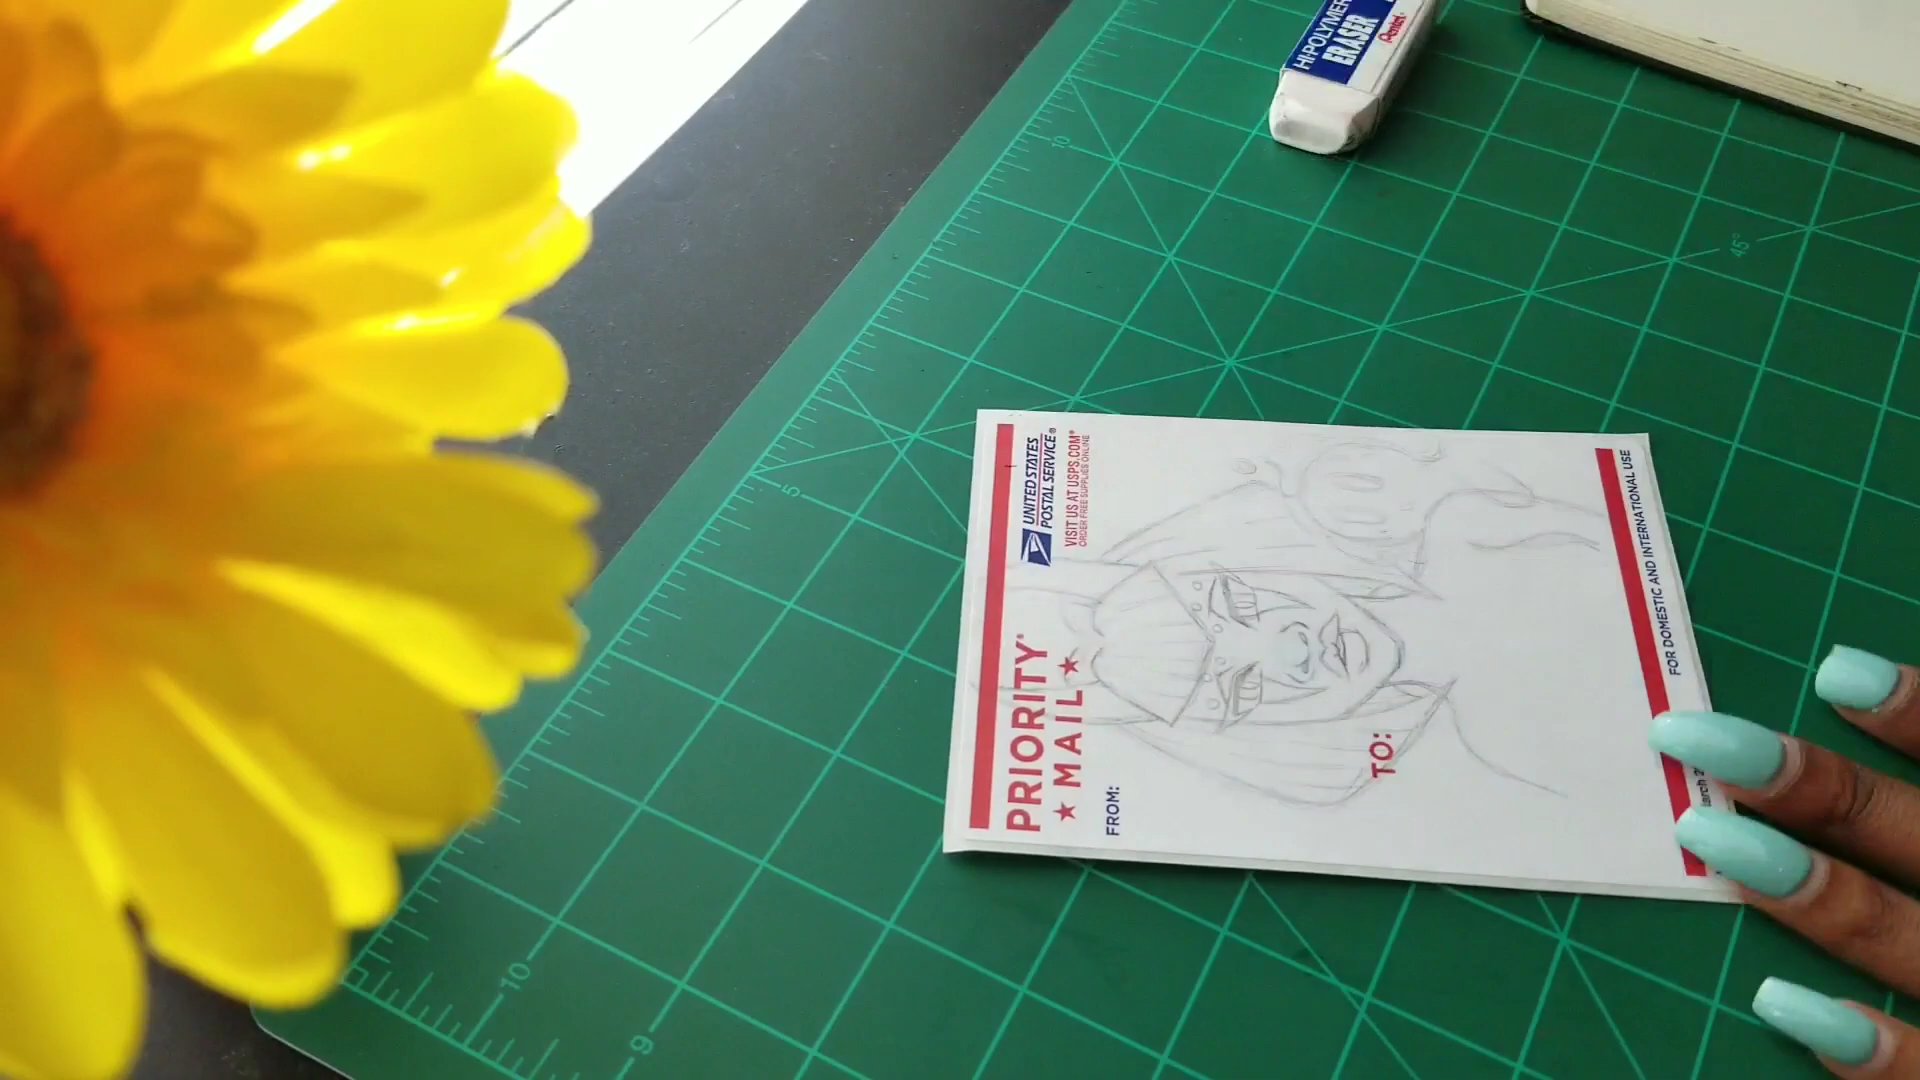 HI-POLYMER
ERASER
Pentel
UNITED STATES
POSTAL SERVICE®
VISIT US AT USPS.COM®
ORDER FREE SUPPLIES ONLINE
PRIORITY®
★ MAIL ★
FROM:
TO:
FOR DOMESTIC AND INTERNATIONAL USE
10
5
45°
10
9